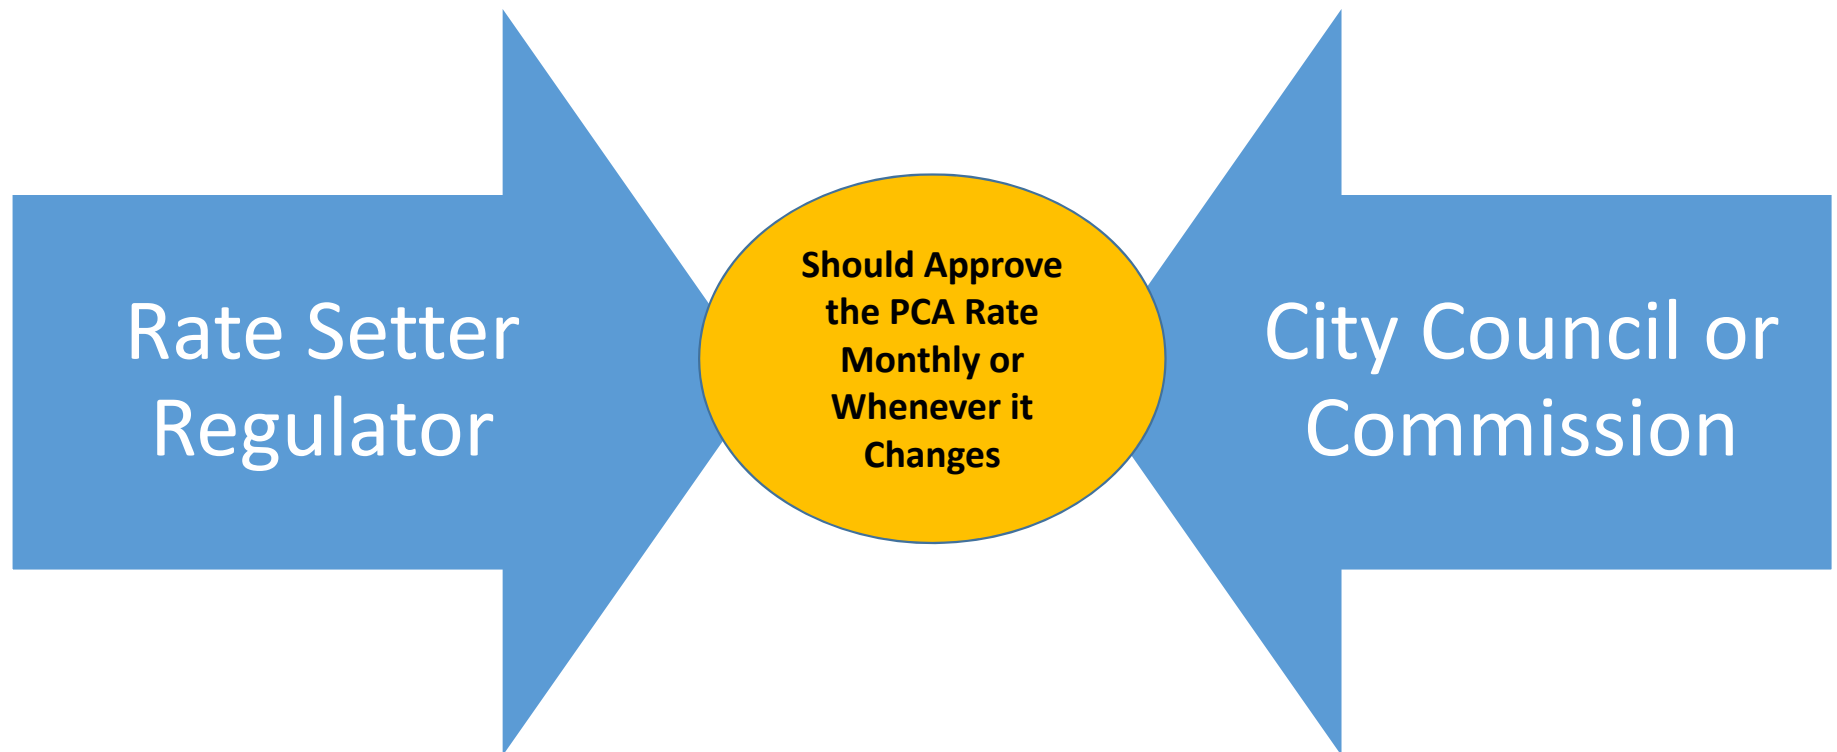 Rate Setter
Regulator
Should Approve
the PCA Rate
Monthly or
Whenever it
Changes
City Council or
Commission